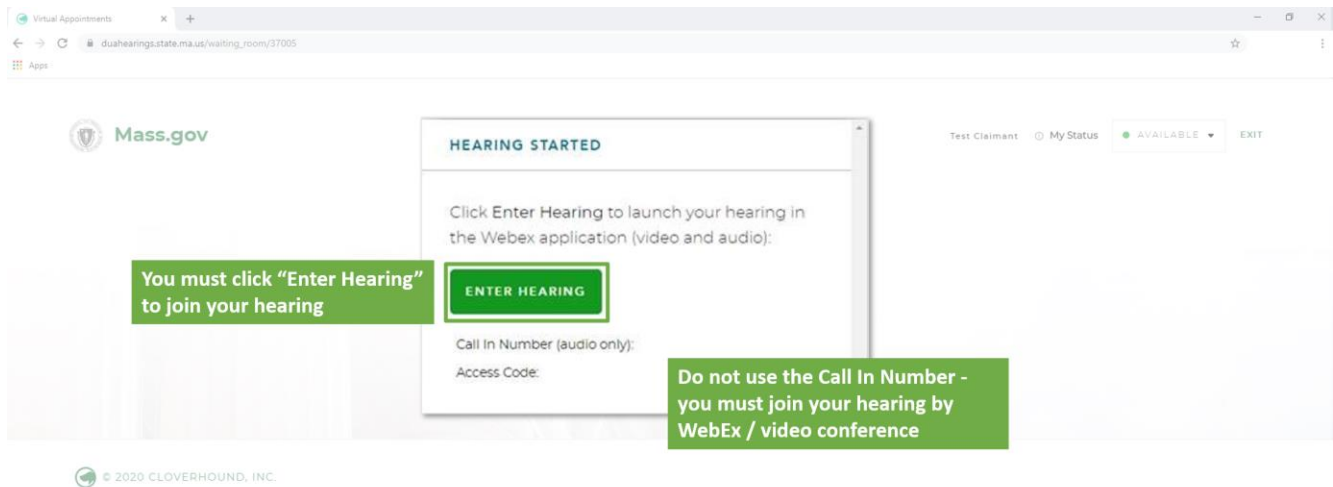 Virtual Appointments
duahearings.state.ma.us/waiting_room/37005
Apps
Mass.gov
Test Claimant My Status AVAILABLE EXIT
HEARING STARTED
Click Enter Hearing to launch your hearing in
the Webex application (video and audio):
You must click “Enter Hearing”
to join your hearing
ENTER HEARING
Call In Number (audio only):
Access Code:
Do not use the Call In Number -
you must join your hearing by
WebEx / video conference
© 2020 CLOVERHOUND, INC.